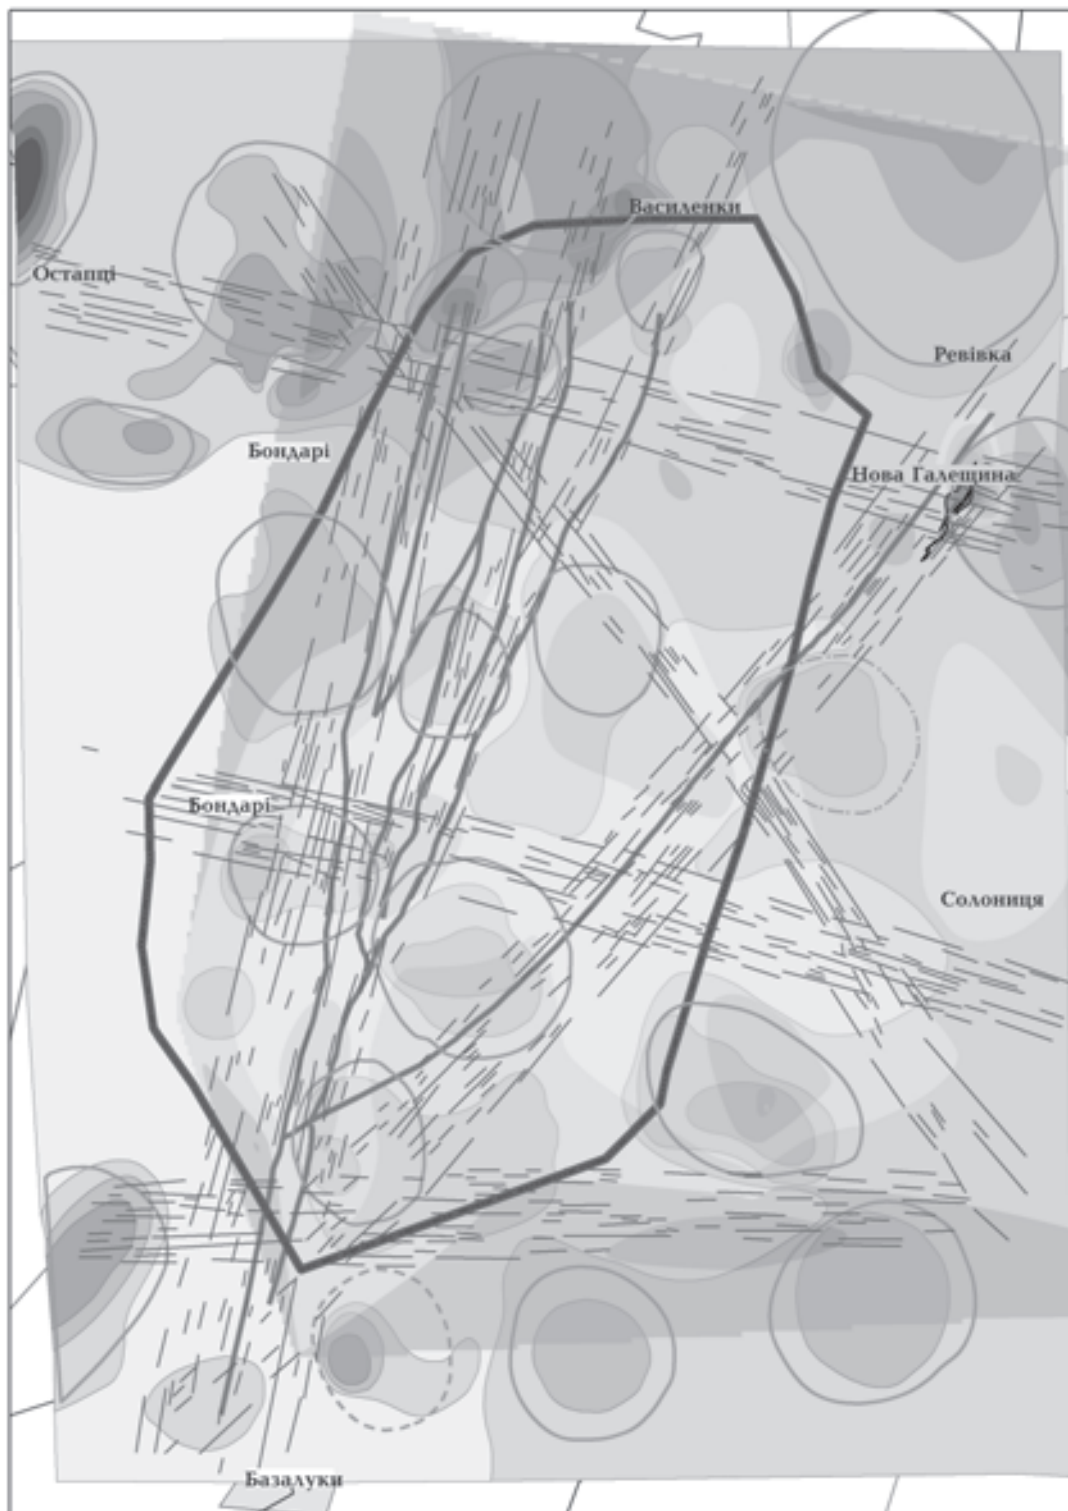 Василенки
Остапці
Ревівка
Бондарі
Нова Галещина
Бондарі
Солониця
Базалуки